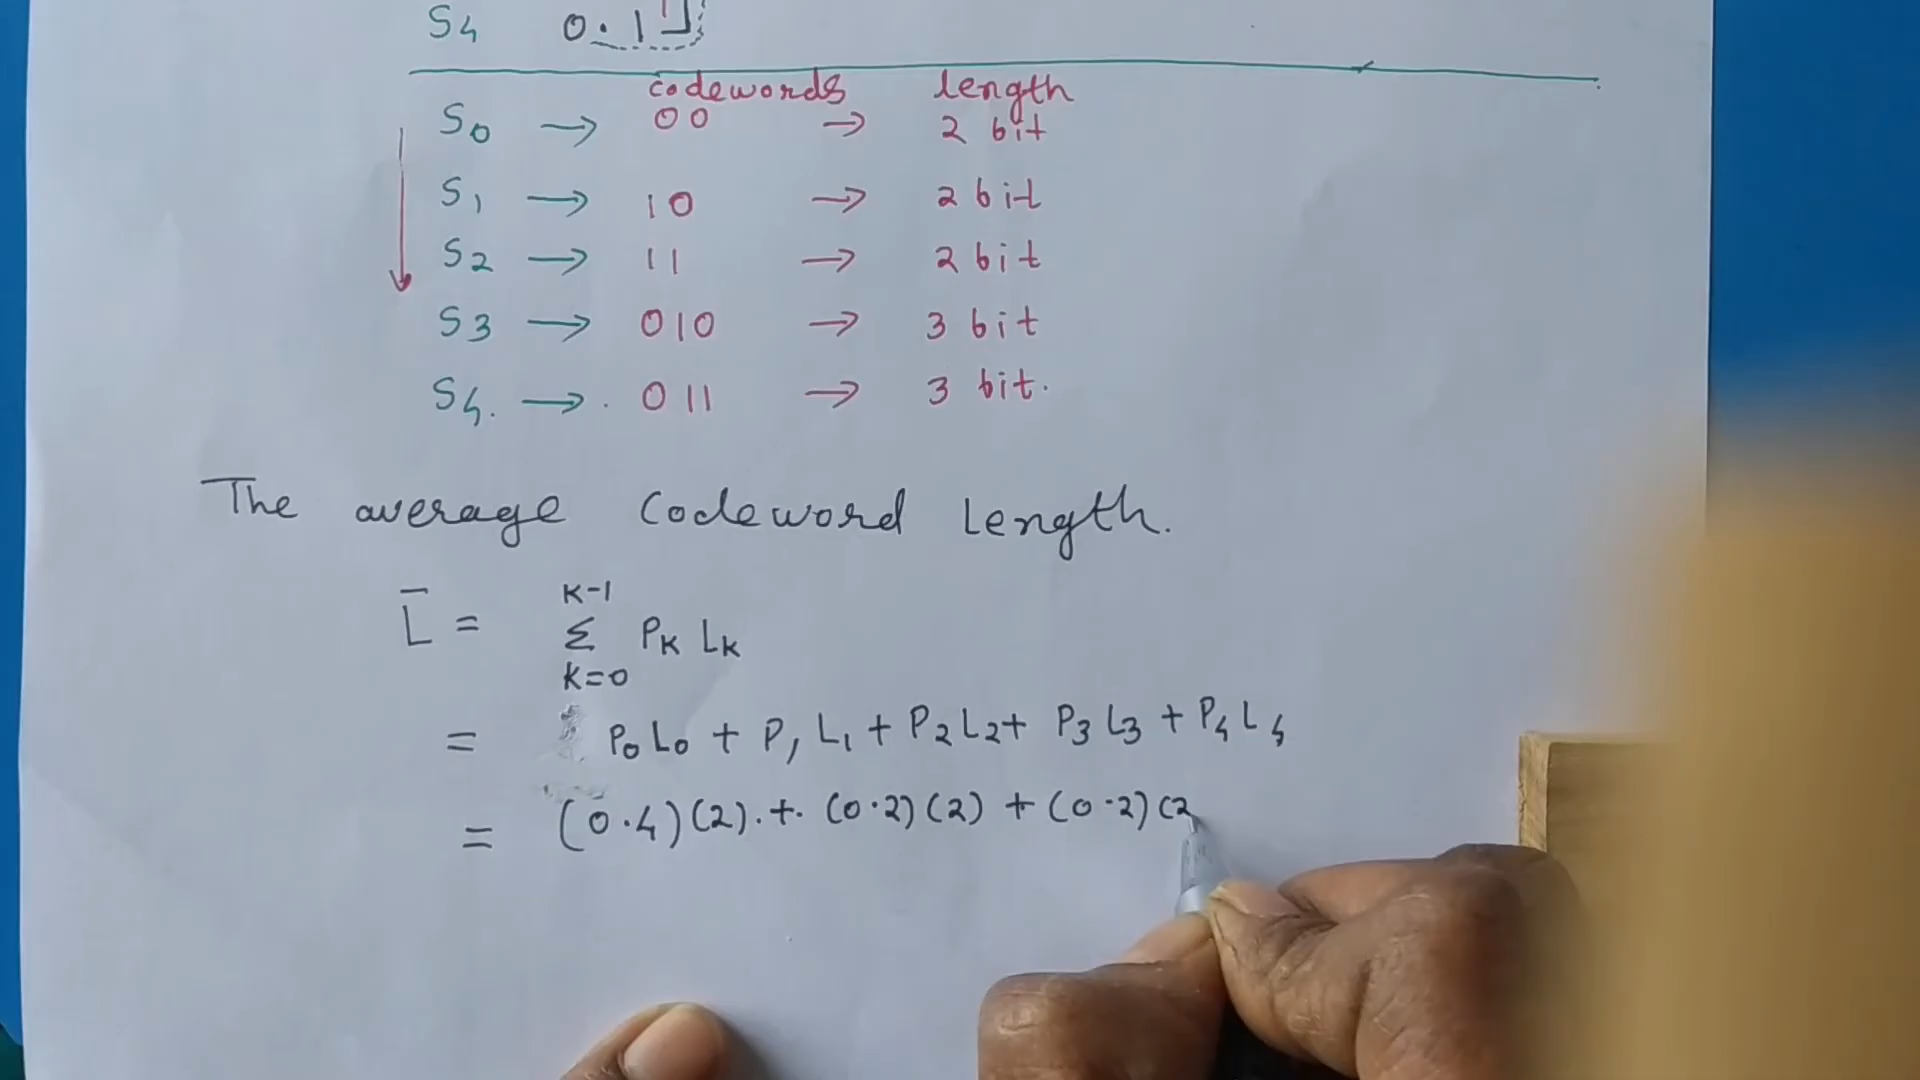 S4 0.1
codewords length
S0 → 00 → 2 bit
S1 → 10 → 2 bit
S2 → 11 → 2 bit
S3 → 010 → 3 bit
S4. → 011 → 3 bit.
The average Codeword Length.
K-1
L̄ = Σ PK LK
K=0
= P0 L0 + P1 L1 + P2 L2 + P3 L3 + P4 L4
= (0.4)(2).+. (0.2)(2) + (0.2)(2